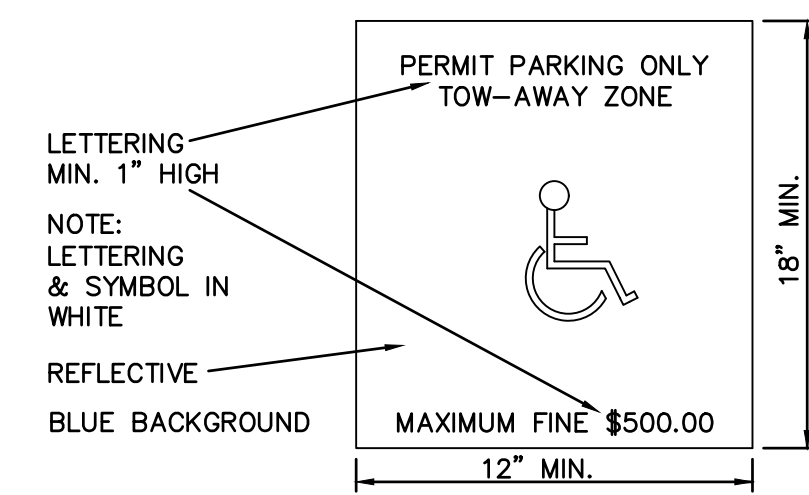 PERMIT PARKING ONLY
TOW-AWAY ZONE
LETTERING
MIN. 1" HIGH
NOTE:
LETTERING
& SYMBOL IN
WHITE
REFLECTIVE
BLUE BACKGROUND
MAXIMUM FINE $500.00
12" MIN.
18" MIN.